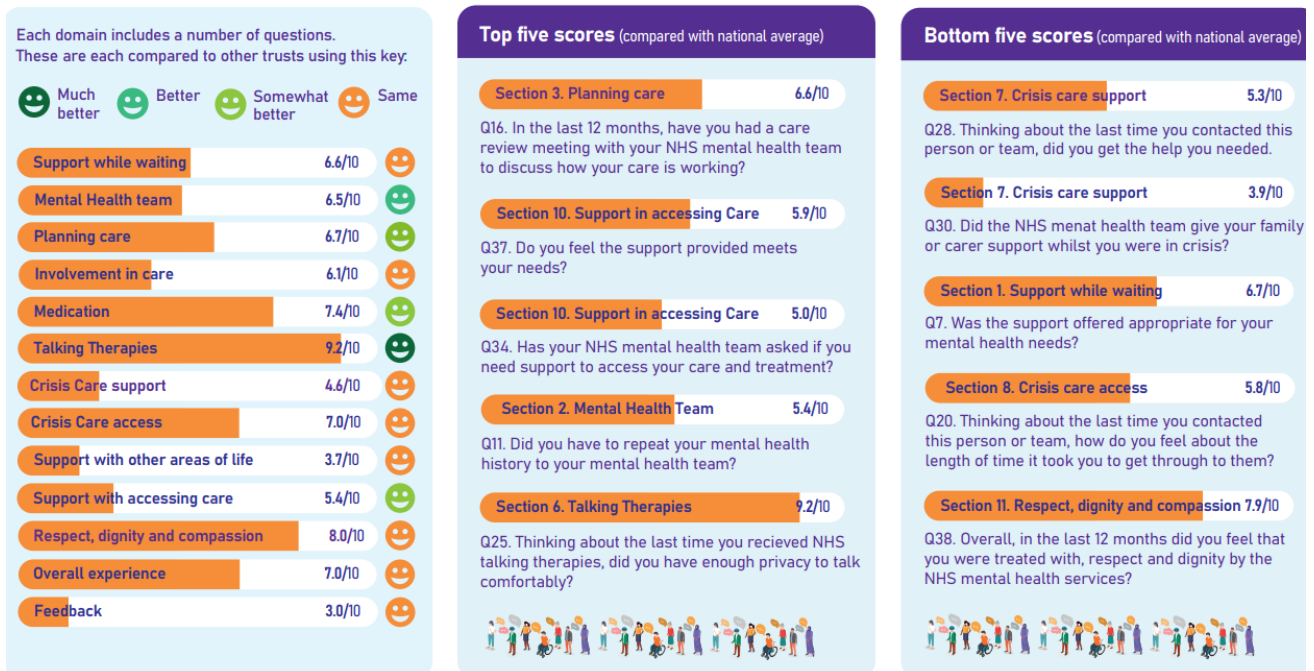 Each domain includes a number of questions.
These are each compared to other trusts using this key:
Much
better
Better
Somewhat
better
Same
Support while waiting 6.6/10
Mental Health team 6.5/10
Planning care 6.7/10
Involvement in care 6.1/10
Medication 7.4/10
Talking Therapies 9.2/10
Crisis Care support 4.6/10
Crisis Care access 7.0/10
Support with other areas of life 3.7/10
Support with accessing care 5.4/10
Respect, dignity and compassion 8.0/10
Overall experience 7.0/10
Feedback 3.0/10
Top five scores (compared with national average)
Section 3. Planning care 6.6/10
Q16. In the last 12 months, have you had a care
review meeting with your NHS mental health team
to discuss how your care is working?
Section 10. Support in accessing Care 5.9/10
Q37. Do you feel the support provided meets
your needs?
Section 10. Support in accessing Care 5.0/10
Q34. Has your NHS mental health team asked if you
need support to access your care and treatment?
Section 2. Mental Health Team 5.4/10
Q11. Did you have to repeat your mental health
history to your mental health team?
Section 6. Talking Therapies 9.2/10
Q25. Thinking about the last time you recieved NHS
talking therapies, did you have enough privacy to talk
comfortably?
Bottom five scores (compared with national average)
Section 7. Crisis care support 5.3/10
Q28. Thinking about the last time you contacted this
person or team, did you get the help you needed.
Section 7. Crisis care support 3.9/10
Q30. Did the NHS menat health team give your family
or carer support whilst you were in crisis?
Section 1. Support while waiting 6.7/10
Q7. Was the support offered appropriate for your
mental health needs?
Section 8. Crisis care access 5.8/10
Q20. Thinking about the last time you contacted
this person or team, how do you feel about the
length of time it took you to get through to them?
Section 11. Respect, dignity and compassion 7.9/10
Q38. Overall, in the last 12 months did you feel that
you were treated with, respect and dignity by the
NHS mental health services?